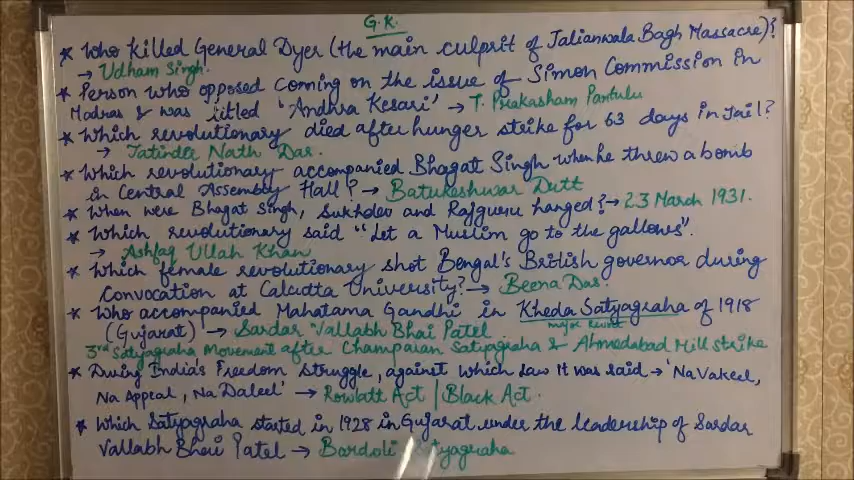 G.K.
* Who killed General Dyer (the main culprit of Jalianwala Bagh Massacre)?
→ Udham Singh.
* Person who opposed coming on the issue of Simon Commission in
Madras & was titled 'Andhra Kesari' → T. Prakasham Pantulu
* Which revolutionary died after hunger strike for 63 days in Jail?
→ Jatindra Nath Das.
* Which revolutionary accompanied Bhagat Singh when he threw a bomb
in Central Assembly Hall? → Batukeshwar Dutt
* When were Bhagat Singh, Sukhdev and Rajguru hanged? → 23 March 1931.
* Which revolutionary said "Let a Muslim go to the gallows".
→ Ashfaq Ullah Khan
* Which female revolutionary shot Bengal's British governor during
Convocation at Calcutta University? → Beena Das.
* Who accompanied Mahatama Gandhi in Kheda Satyagraha of 1918
major revolt
(Gujarat) → Sardar Vallabh Bhai Patel
3rd Satyagraha Movement after Champaran Satyagraha & Ahmedabad Mill strike
* During India's Freedom Struggle, against which law it was said → 'Na Vakeel,
Na Appeal, Na Daleel' → Rowlatt Act | Black Act.
* Which Satyagraha started in 1928 in Gujarat under the leadership of Sardar
Vallabh Bhai Patel → Bardoli Satyagraha